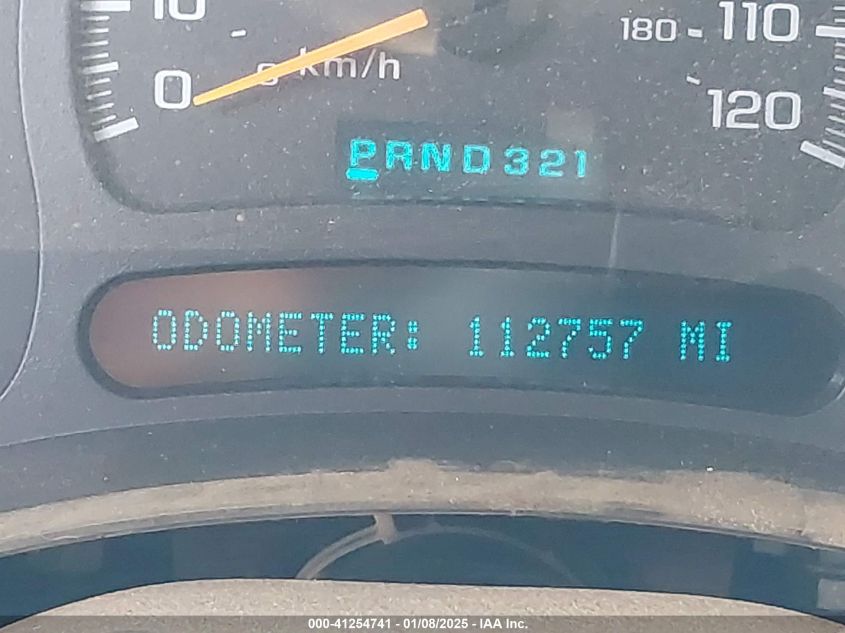 10
0
km/h
180 110
120
PRND321
ODOMETER: 112757 MI
000-41254741 - 01/08/2025 - IAA Inc.